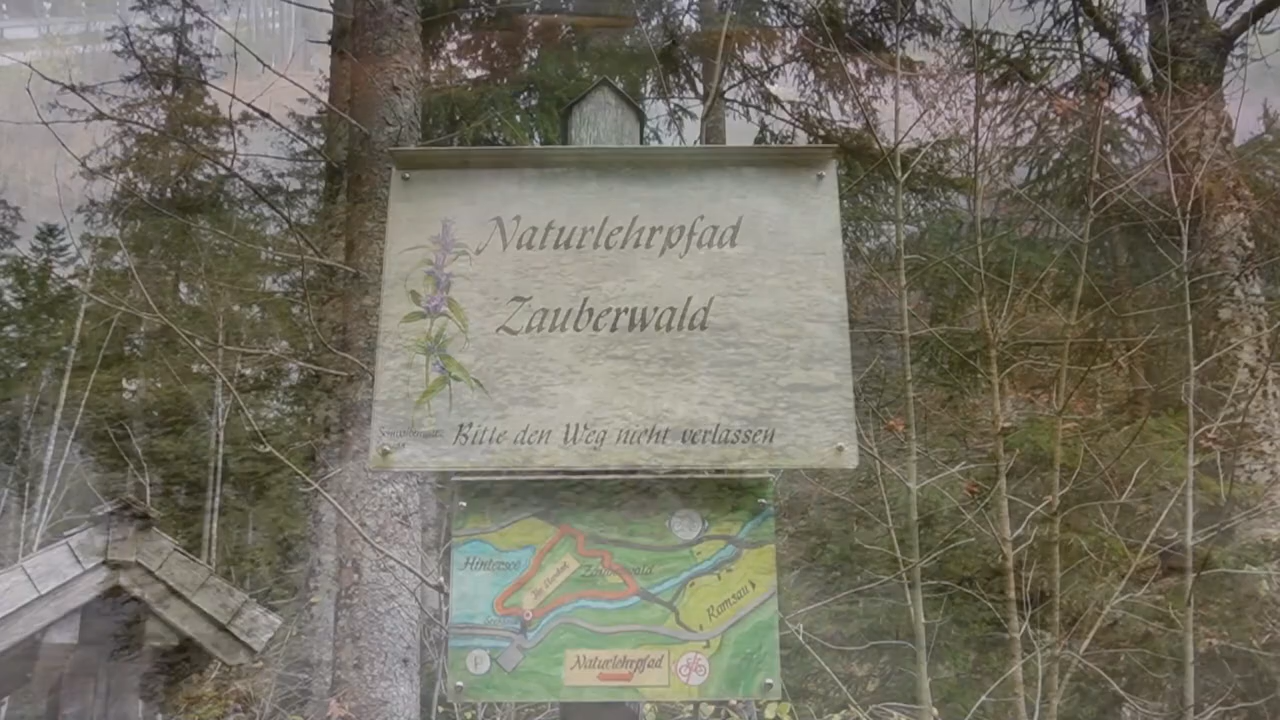 Naturlehrpfad
Zauberwald
Bitte den Weg nicht verlassen
Hintersee
Zauberwald
Ramsau
P
Naturlehrpfad